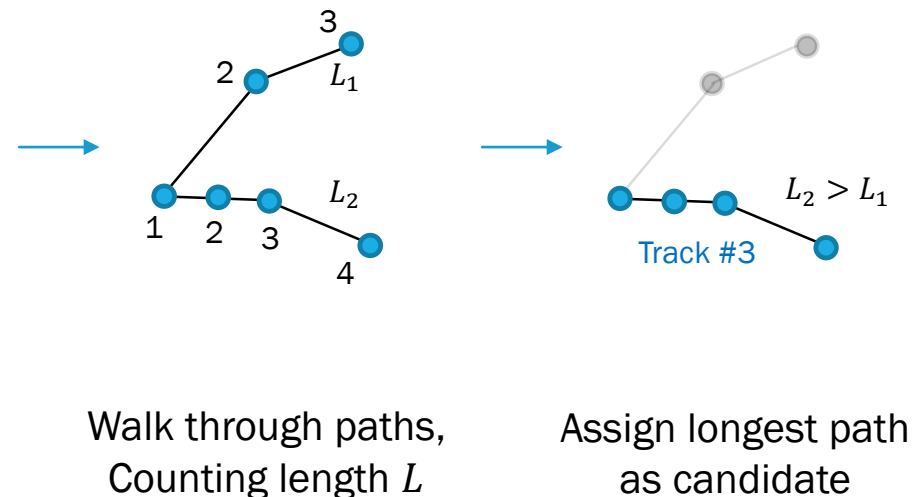 3
2
L₁
L₂
1
2
3
4
L₂ > L₁
Track #3
Walk through paths,
Counting length L
Assign longest path
as candidate